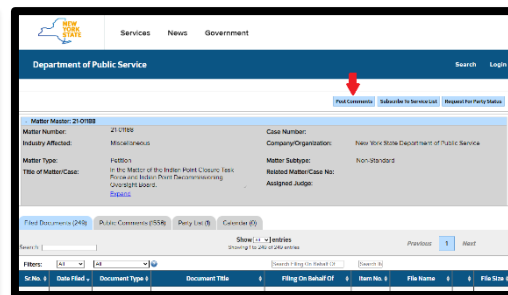 NEW YORK STATE
Services News Government
Department of Public Service
Search Login
Post Comments Subscribe to Service List Request For Party Status
Matter Master: 21-01188
Matter Number: 21-01188 Case Number:
Industry Affected: Miscellaneous Company/Organization: New York State Department of Public Service
Matter Type: Petition Matter Subtype: Non-Standard
Title of Matter/Case: In the Matter of the Indian Point Closure Task Related Matter/Case No:
Force and Indian Point Decommissioning Assigned Judge:
Oversight Board.
Expand
Filed Documents (249) Public Comments (1556) Party List (1) Calendar (0)
Show entries
Search: Showing 1 to 249 of 249 entries Previous 1 Next
Filters: All All Search Filing On Behalf Of Search It
Sr.No. Date Filed Document Type Document Title Filing On Behalf Of Item No. File Name File Size